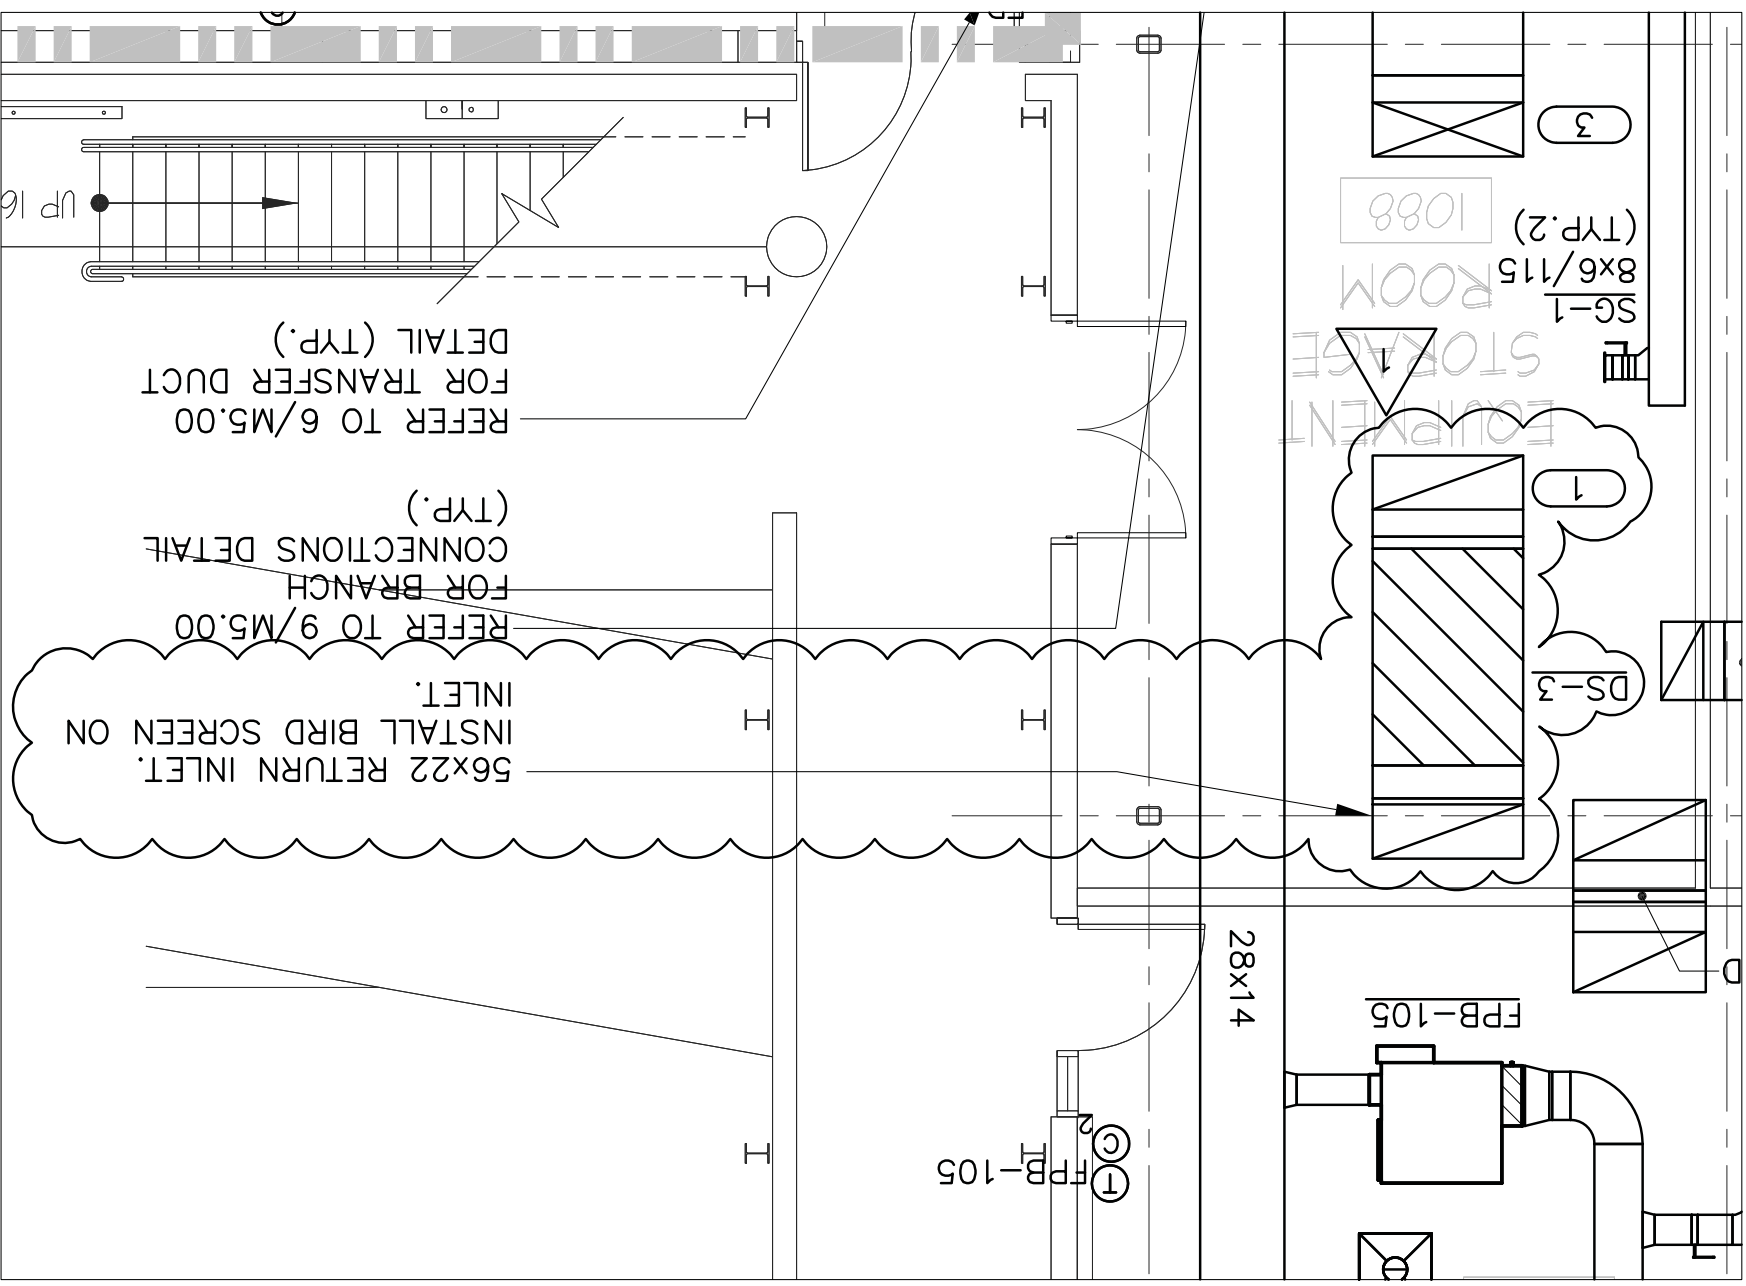 T FPB-105
C 2
FPB-105
28x14
D
56x22 RETURN INLET.
INSTALL BIRD SCREEN ON
INLET.
DS-3
REFER TO 9/M5.00
FOR BRANCH
CONNECTIONS DETAIL
(TYP.)
1
EQUIPMENT
STORAGE
ROOM
1088
1
SG-1
8x6/115
(TYP.2)
REFER TO 6/M5.00
FOR TRANSFER DUCT
DETAIL (TYP.)
UP 16
3